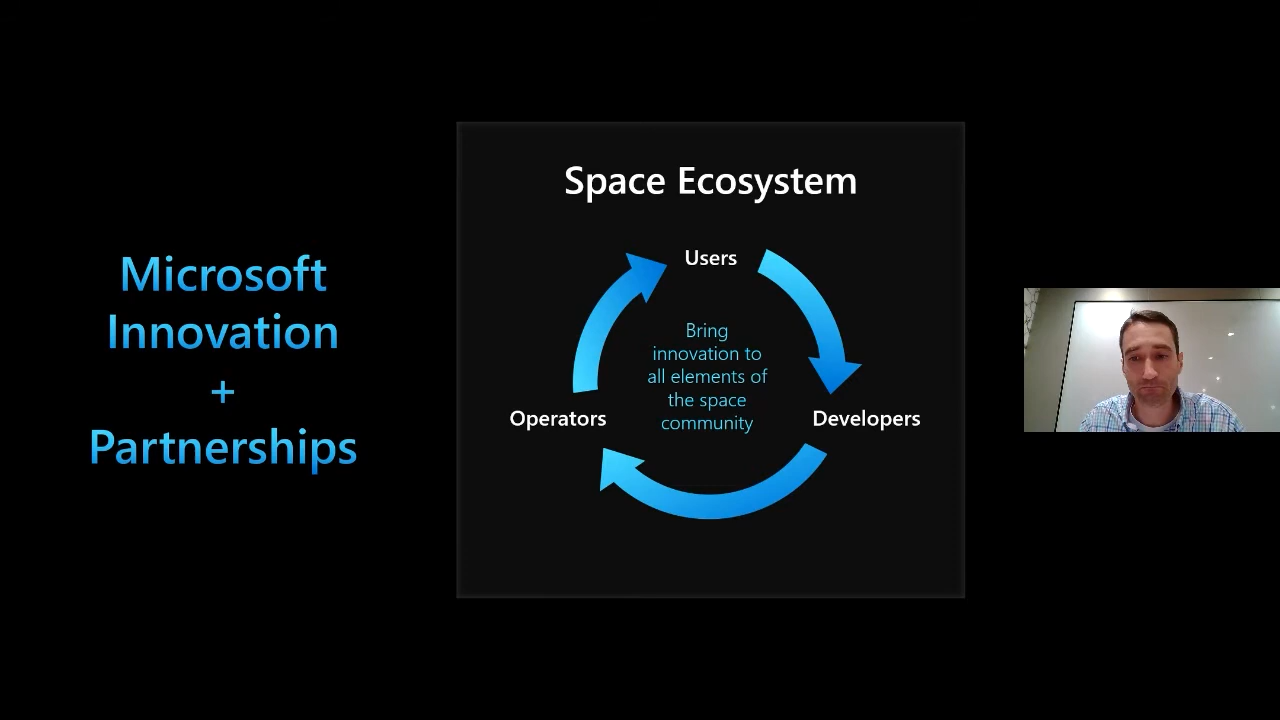 Microsoft
Innovation
+
Partnerships
Space Ecosystem
Users
Bring
innovation to
all elements of
the space
community
Operators
Developers